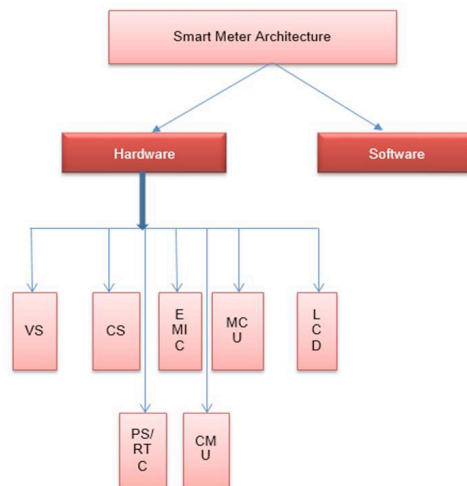 Smart Meter Architecture
Hardware
Software
VS
CS
E
MI
C
MC
U
L
C
D
PS/
RT
C
CM
U